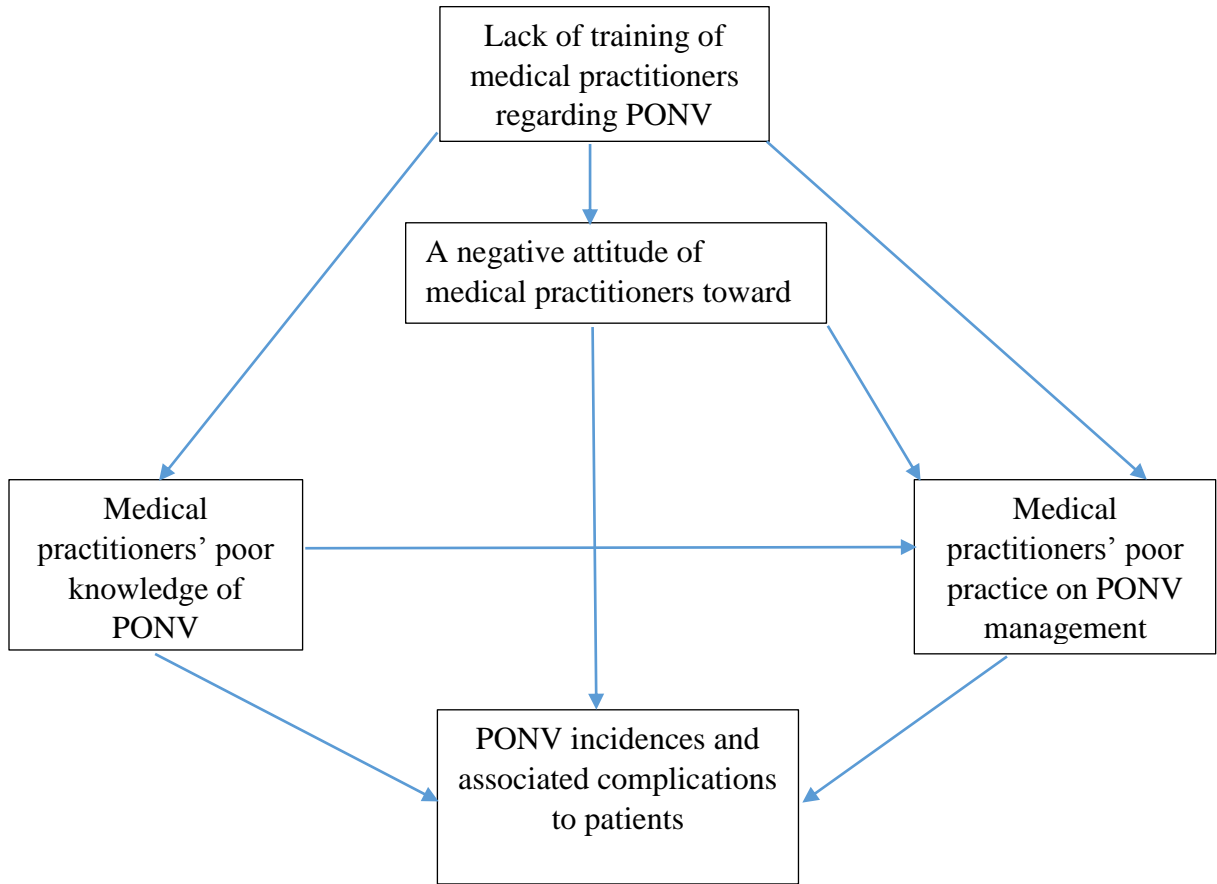 Lack of training of
medical practitioners
regarding PONV
A negative attitude of
medical practitioners toward
Medical
practitioners’ poor
knowledge of
PONV
Medical
practitioners’ poor
practice on PONV
management
PONV incidences and
associated complications
to patients